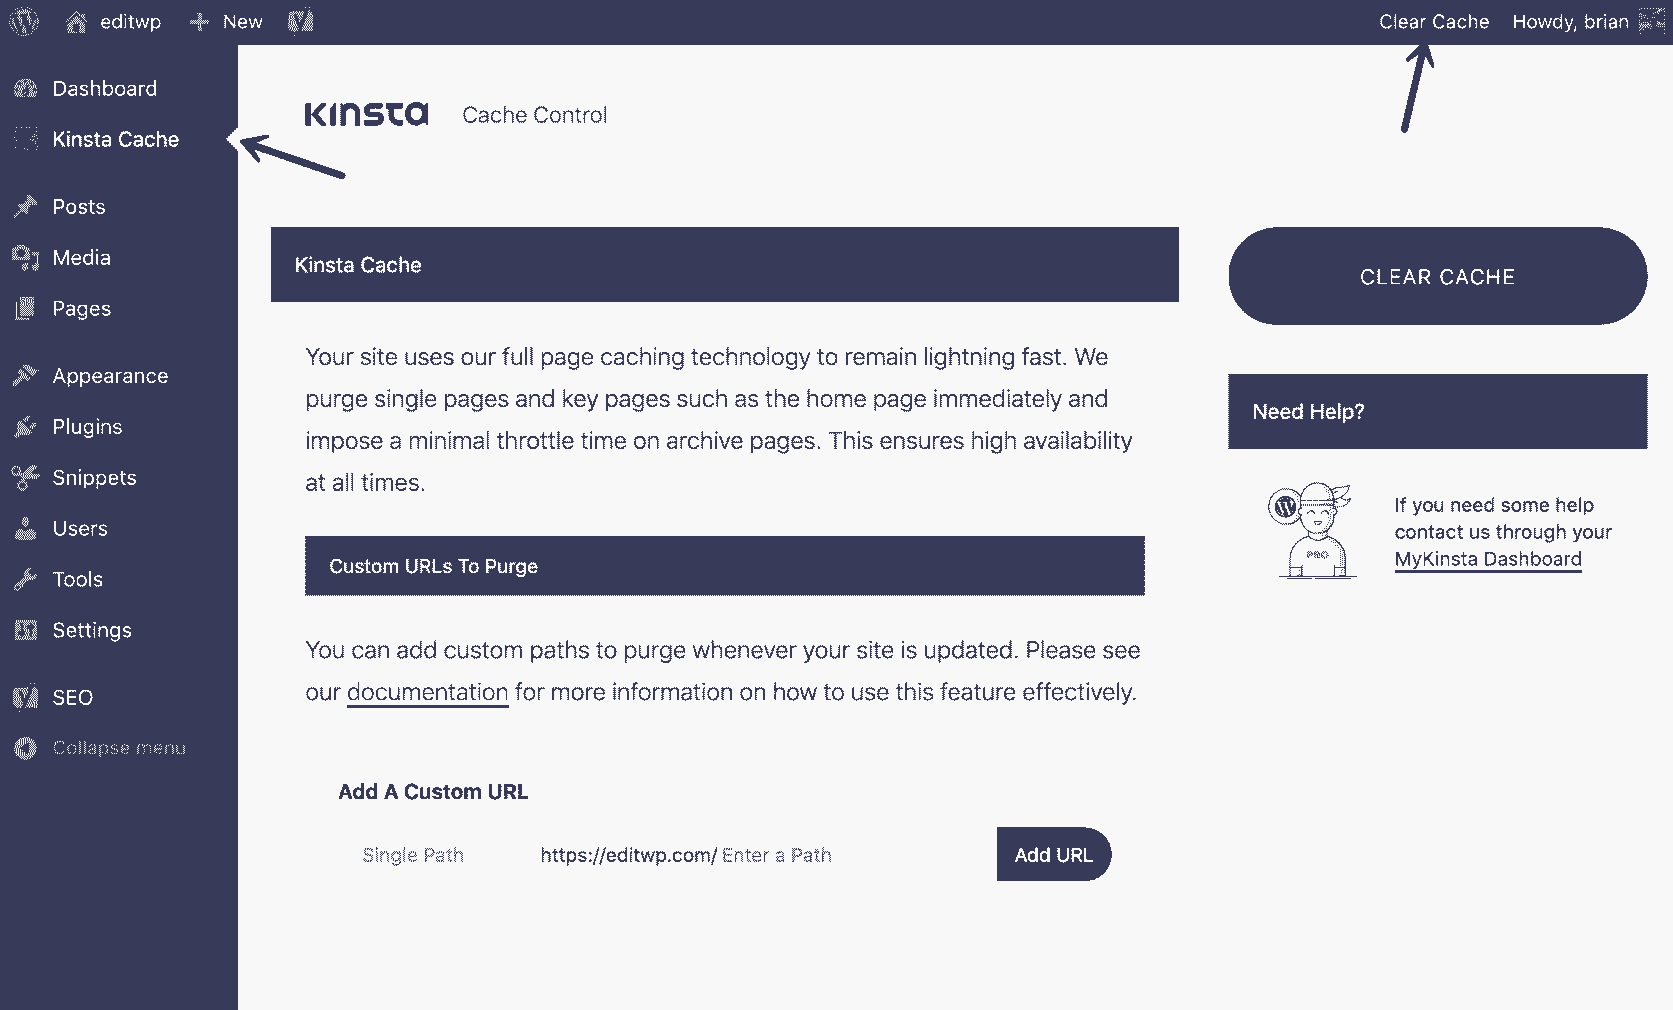 editwp
New
Clear Cache
Howdy, brian
Dashboard
Kinsta Cache
Posts
Media
Pages
Appearance
Plugins
Snippets
Users
Tools
Settings
SEO
Collapse menu
KINSTA
Cache Control
Kinsta Cache
Your site uses our full page caching technology to remain lightning fast. We
purge single pages and key pages such as the home page immediately and
impose a minimal throttle time on archive pages. This ensures high availability
at all times.
Custom URLs To Purge
You can add custom paths to purge whenever your site is updated. Please see
our documentation for more information on how to use this feature effectively.
Add A Custom URL
Single Path
https://editwp.com/ Enter a Path
Add URL
CLEAR CACHE
Need Help?
PRO
If you need some help
contact us through your
MyKinsta Dashboard